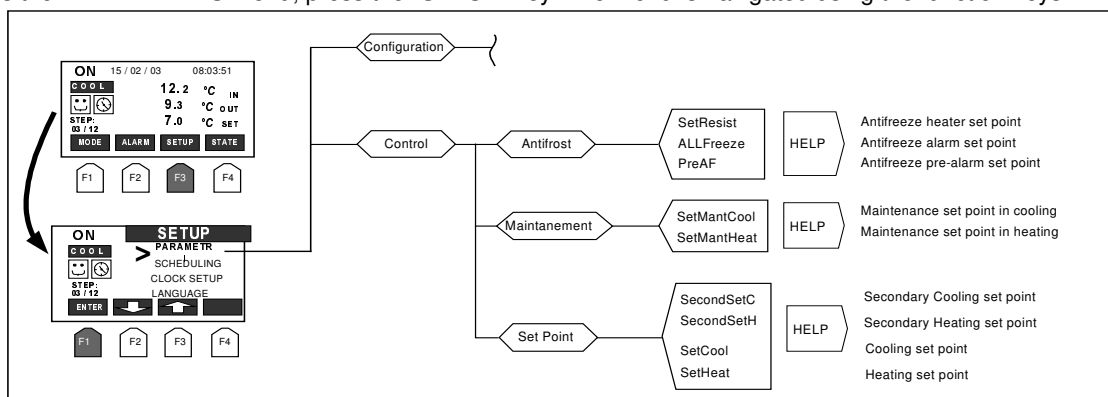 Configuration
ON 15 / 02 / 03 08:03:51
COOL 12.2 °C IN
9.3 °C OUT
STEP: 7.0 °C SET
03 / 12
MODE ALARM SETUP STATE
F1 F2 F3 F4
Control
Antifrost
SetResist
ALLFreeze
PreAF
HELP
Antifreeze heater set point
Antifreeze alarm set point
Antifreeze pre-alarm set point
Maintanement
SetMantCool
SetMantHeat
HELP
Maintenance set point in cooling
Maintenance set point in heating
ON SETUP
COOL > PARAMETR
SCHEDULING
STEP: CLOCK SETUP
03 / 12 LANGUAGE
ENTER
F1 F2 F3 F4
Set Point
SecondSetC
SecondSetH
SetCool
SetHeat
HELP
Secondary Cooling set point
Secondary Heating set point
Cooling set point
Heating set point